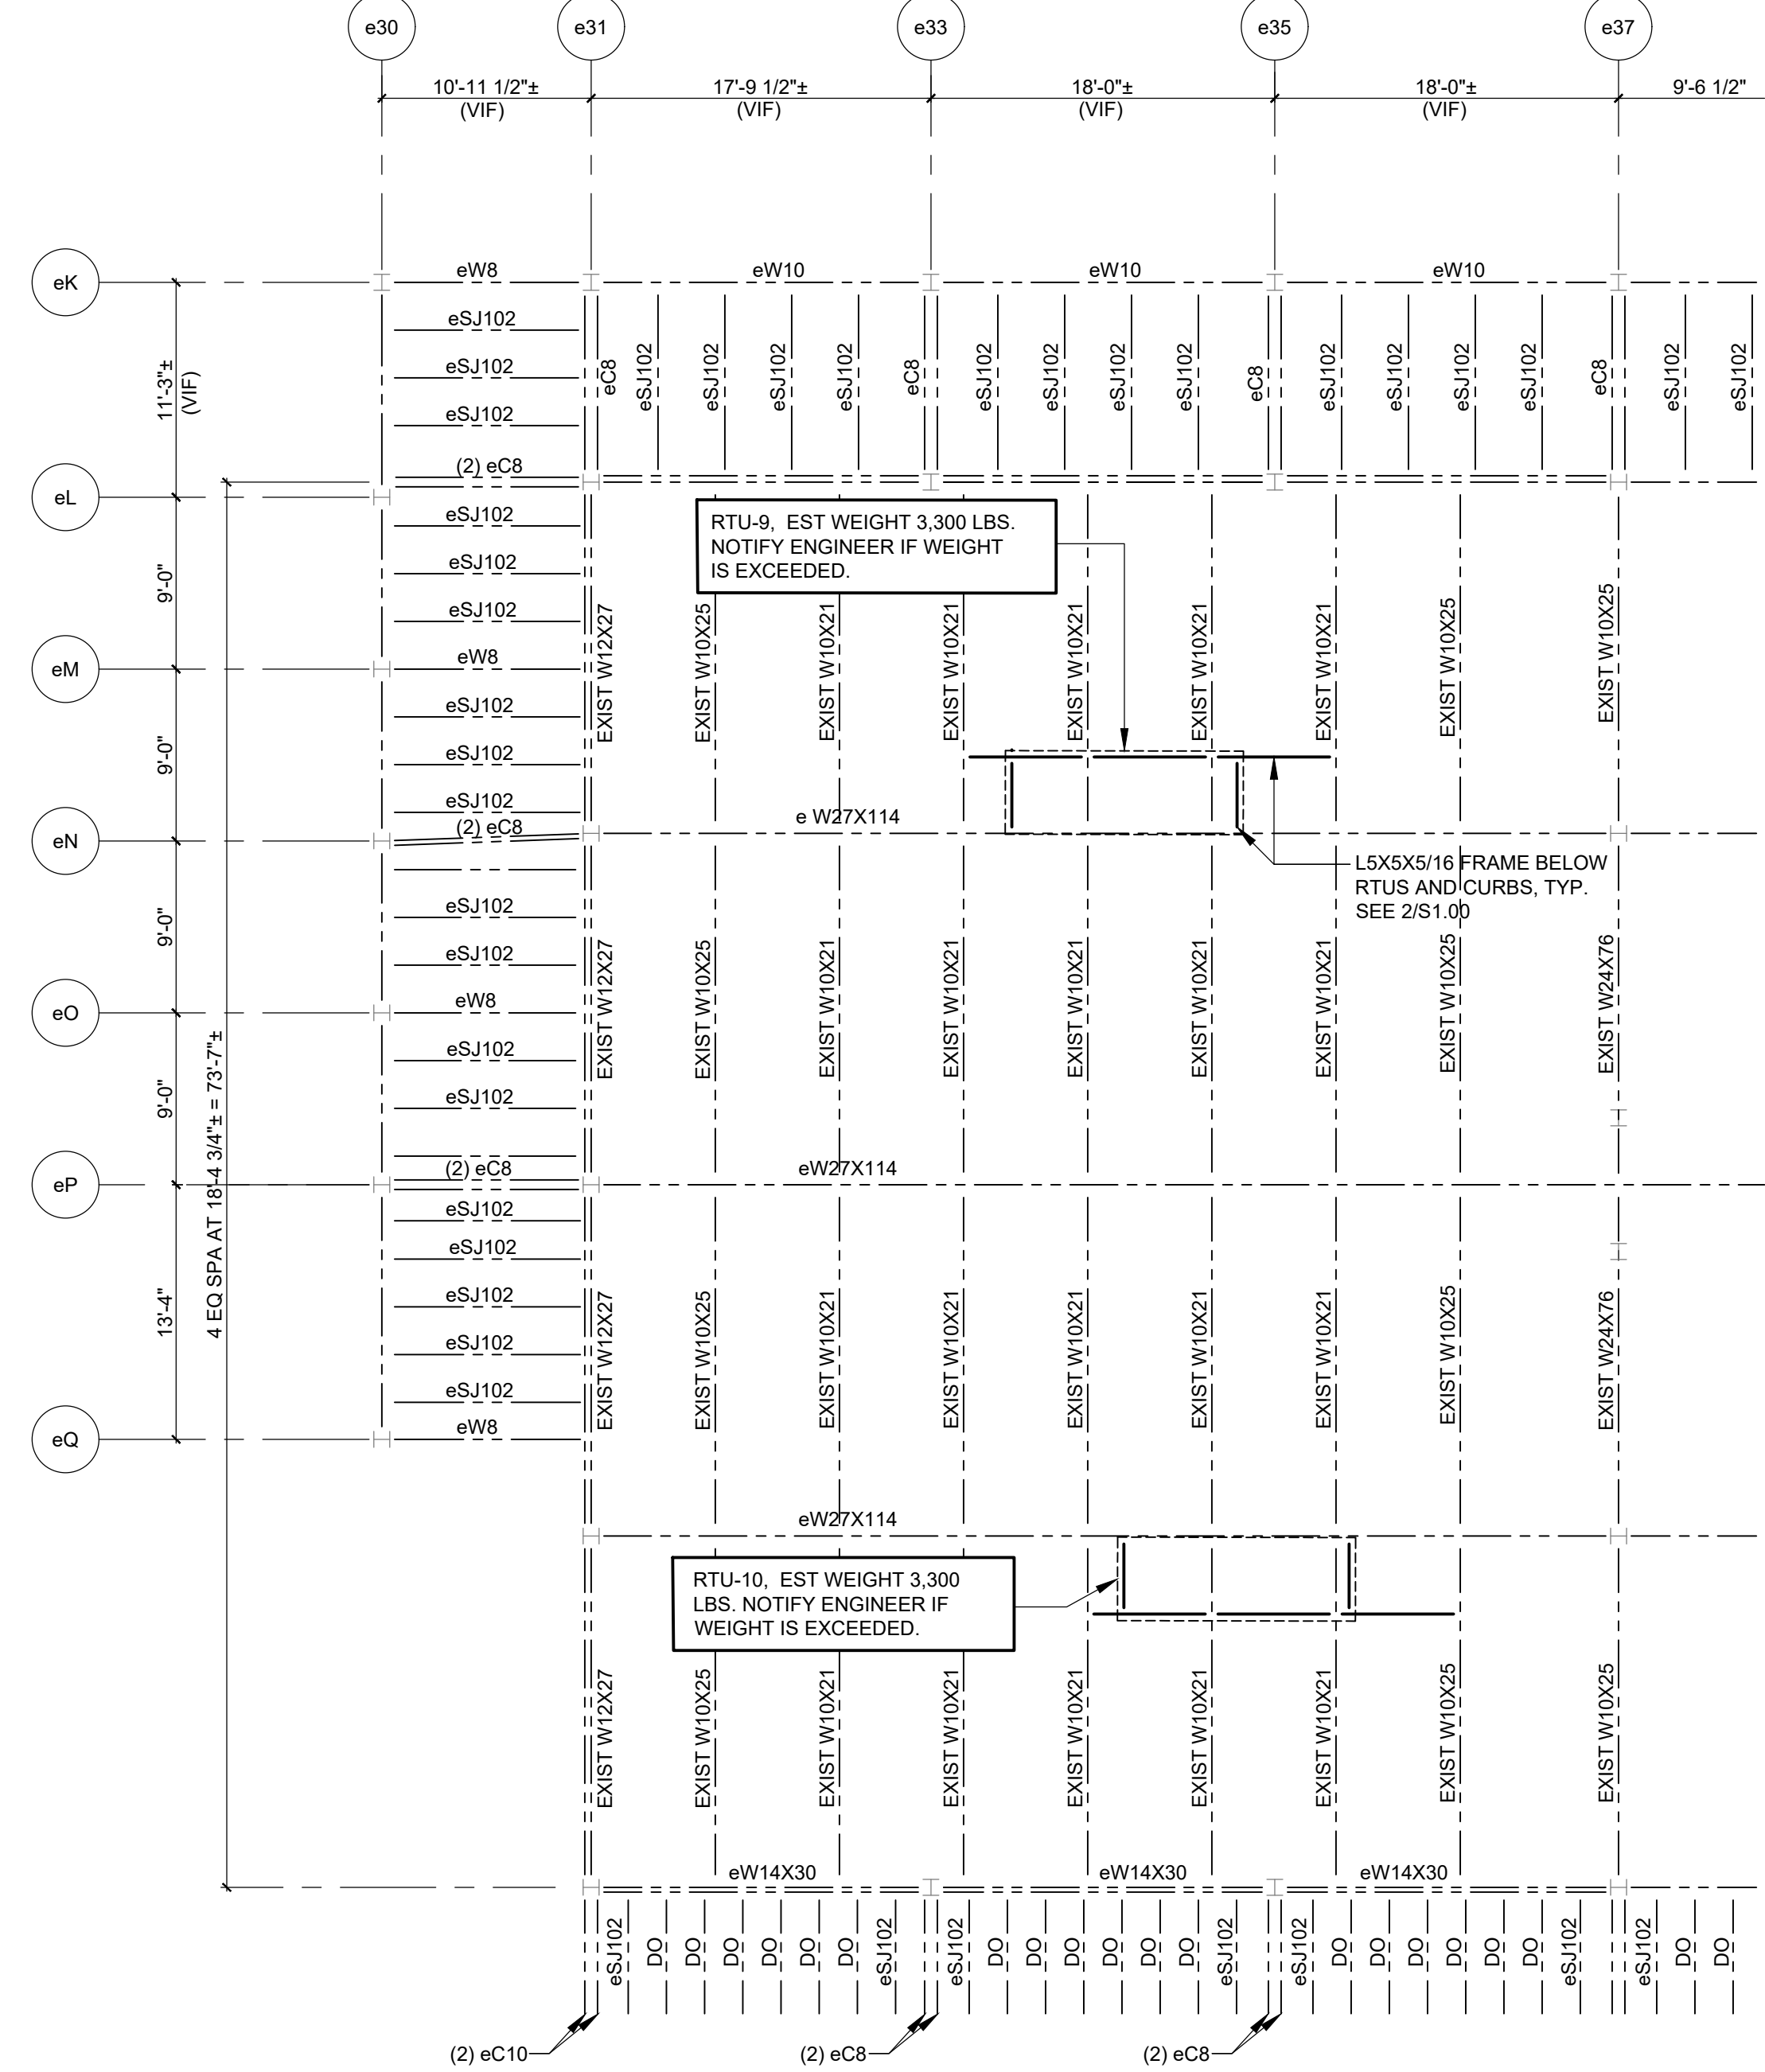 e30
e31
e33
e35
e37
10'-11 1/2"±
(VIF)
17'-9 1/2"±
(VIF)
18'-0"±
(VIF)
18'-0"±
(VIF)
9'-6 1/2"
eK
eW8
eW10
eW10
eW10
11'-3"±
(VIF)
eSJ102
eSJ102
eSJ102
(2) eC8
eC8
eSJ102
eSJ102
eSJ102
eSJ102
eC8
eSJ102
eSJ102
eSJ102
eSJ102
eC8
eSJ102
eSJ102
eSJ102
eSJ102
eC8
eSJ102
eSJ102
eL
RTU-9, EST WEIGHT 3,300 LBS.
NOTIFY ENGINEER IF WEIGHT
IS EXCEEDED.
9'-0"
eSJ102
eSJ102
eSJ102
eM
eW8
EXIST W12X27
EXIST W10X25
EXIST W10X21
EXIST W10X21
EXIST W10X21
EXIST W10X21
EXIST W10X21
EXIST W10X25
EXIST W10X25
9'-0"
eSJ102
eSJ102
eSJ102
(2) eC8
eN
e W27X114
L5X5X5/16 FRAME BELOW
RTUS AND CURBS, TYP.
SEE 2/S1.00
9'-0"
eSJ102
eSJ102
eO
eW8
EXIST W12X27
EXIST W10X25
EXIST W10X21
EXIST W10X21
EXIST W10X21
EXIST W10X21
EXIST W10X21
EXIST W10X25
EXIST W24X76
9'-0"
4 EQ SPA AT 18'-4 3/4"± = 73'-7"±
eSJ102
eSJ102
(2) eC8
eP
eW27X114
13'-4"
eSJ102
eSJ102
eSJ102
eSJ102
eSJ102
eW8
eQ
EXIST W12X27
EXIST W10X25
EXIST W10X21
EXIST W10X21
EXIST W10X21
EXIST W10X21
EXIST W10X21
EXIST W10X25
EXIST W24X76
eW27X114
RTU-10, EST WEIGHT 3,300
LBS. NOTIFY ENGINEER IF
WEIGHT IS EXCEEDED.
EXIST W12X27
EXIST W10X25
EXIST W10X21
EXIST W10X21
EXIST W10X21
EXIST W10X21
EXIST W10X21
EXIST W10X25
EXIST W10X25
eW14X30
eW14X30
eW14X30
eSJ102
DO
DO
DO
DO
DO
DO
eSJ102
eSJ102
DO
DO
DO
DO
DO
DO
eSJ102
eSJ102
DO
DO
DO
DO
DO
DO
eSJ102
eSJ102
DO
DO
(2) eC10
(2) eC8
(2) eC8